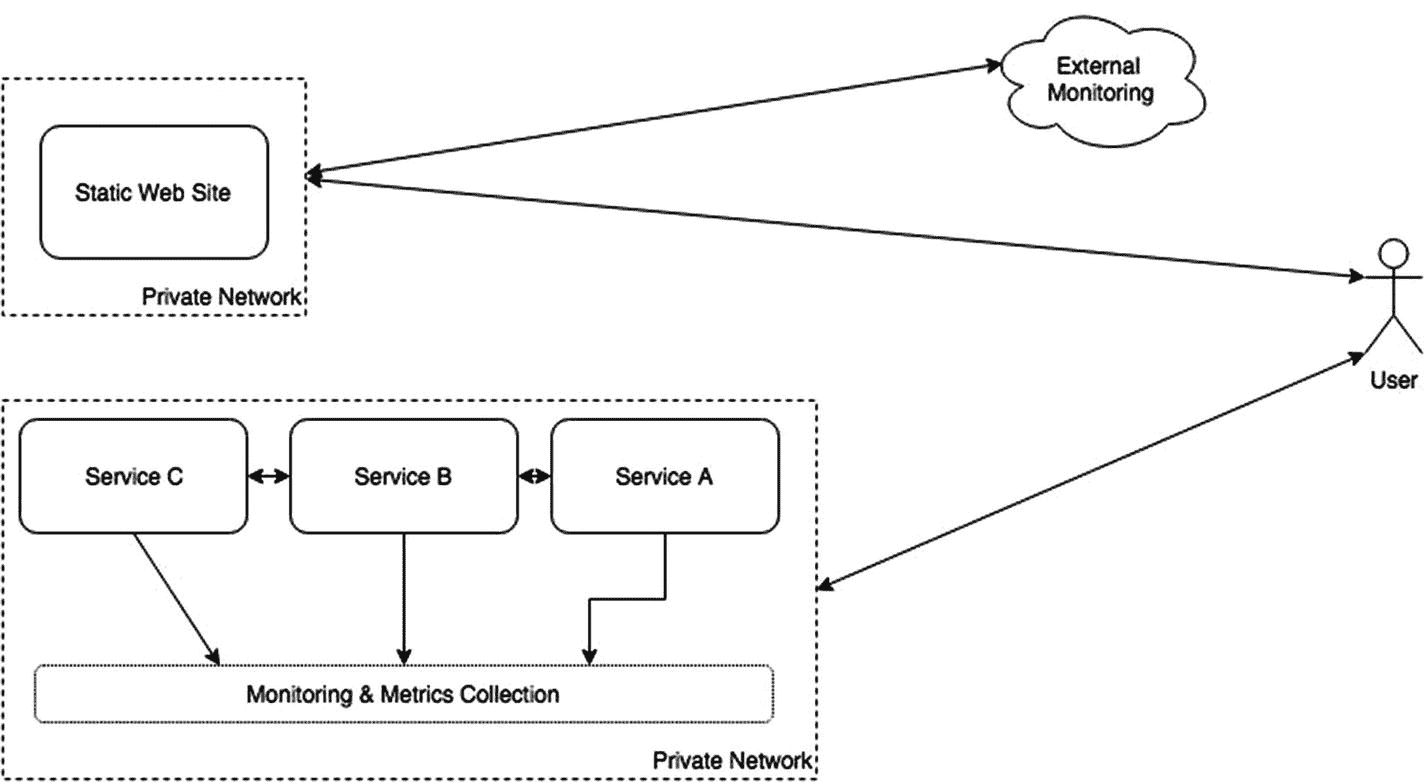 External
Monitoring
Static Web Site
Private Network
User
Service C
Service B
Service A
Monitoring & Metrics Collection
Private Network